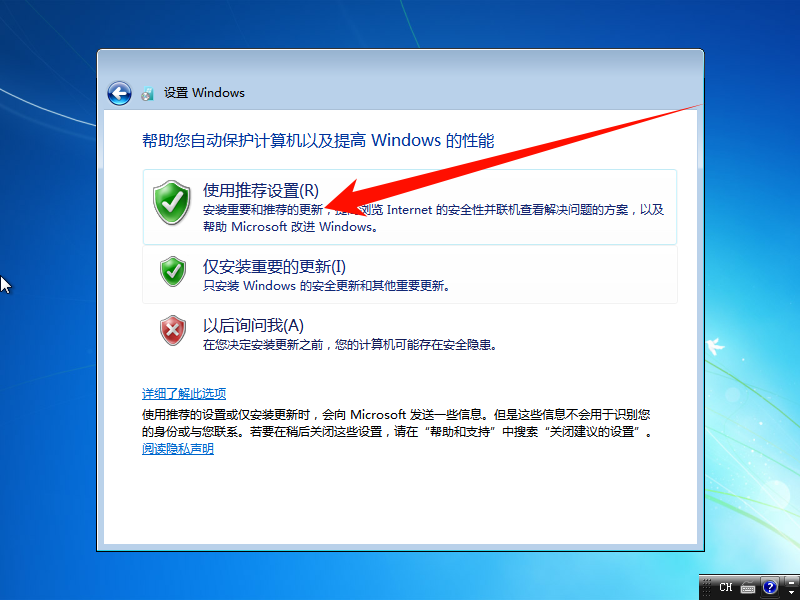 设置 Windows
帮助您自动保护计算机以及提高 Windows 的性能
使用推荐设置(R)
安装重要和推荐的更新，提高浏览 Internet 的安全性并联机查看解决问题的方案，以及
帮助 Microsoft 改进 Windows。
仅安装重要的更新(I)
只安装 Windows 的安全更新和其他重要更新。
以后询问我(A)
在您决定安装更新之前，您的计算机可能存在安全隐患。
详细了解此选项
使用推荐的设置或仅安装更新时，会向 Microsoft 发送一些信息。但是这些信息不会用于识别您
的身份或与您联系。若要在稍后关闭这些设置，请在“帮助和支持”中搜索“关闭建议的设置”。
阅读隐私声明
CH